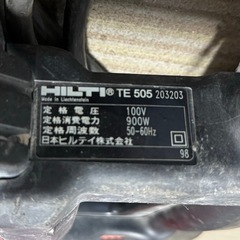 HILTI® TE 505 203203
Made in Liechtenstein
定格電圧 100V
定格消費電力 900W
定格周波数 50-60Hz
日本ヒルティ株式会社
98